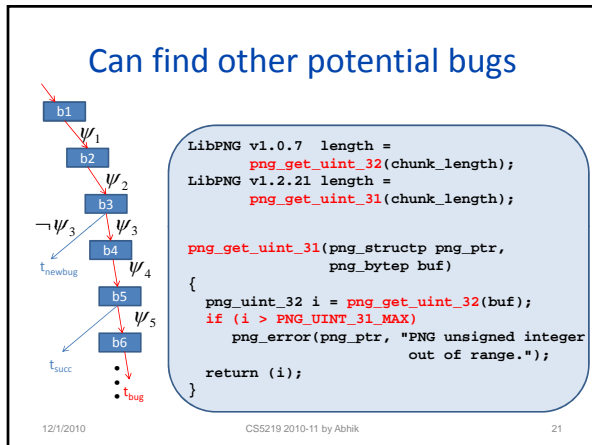 Can find other potential bugs
b1
ψ1
b2
ψ2
b3
¬ψ3
ψ3
b4
tnewbug
ψ4
b5
ψ5
b6
tsucc
tbug
LibPNG v1.0.7 length =
png_get_uint_32(chunk_length);
LibPNG v1.2.21 length =
png_get_uint_31(chunk_length);
png_get_uint_31(png_structp png_ptr,
png_bytep buf)
{
png_uint_32 i = png_get_uint_32(buf);
if (i > PNG_UINT_31_MAX)
png_error(png_ptr, "PNG unsigned integer
out of range.");
return (i);
}
12/1/2010
CS5219 2010-11 by Abhik
21